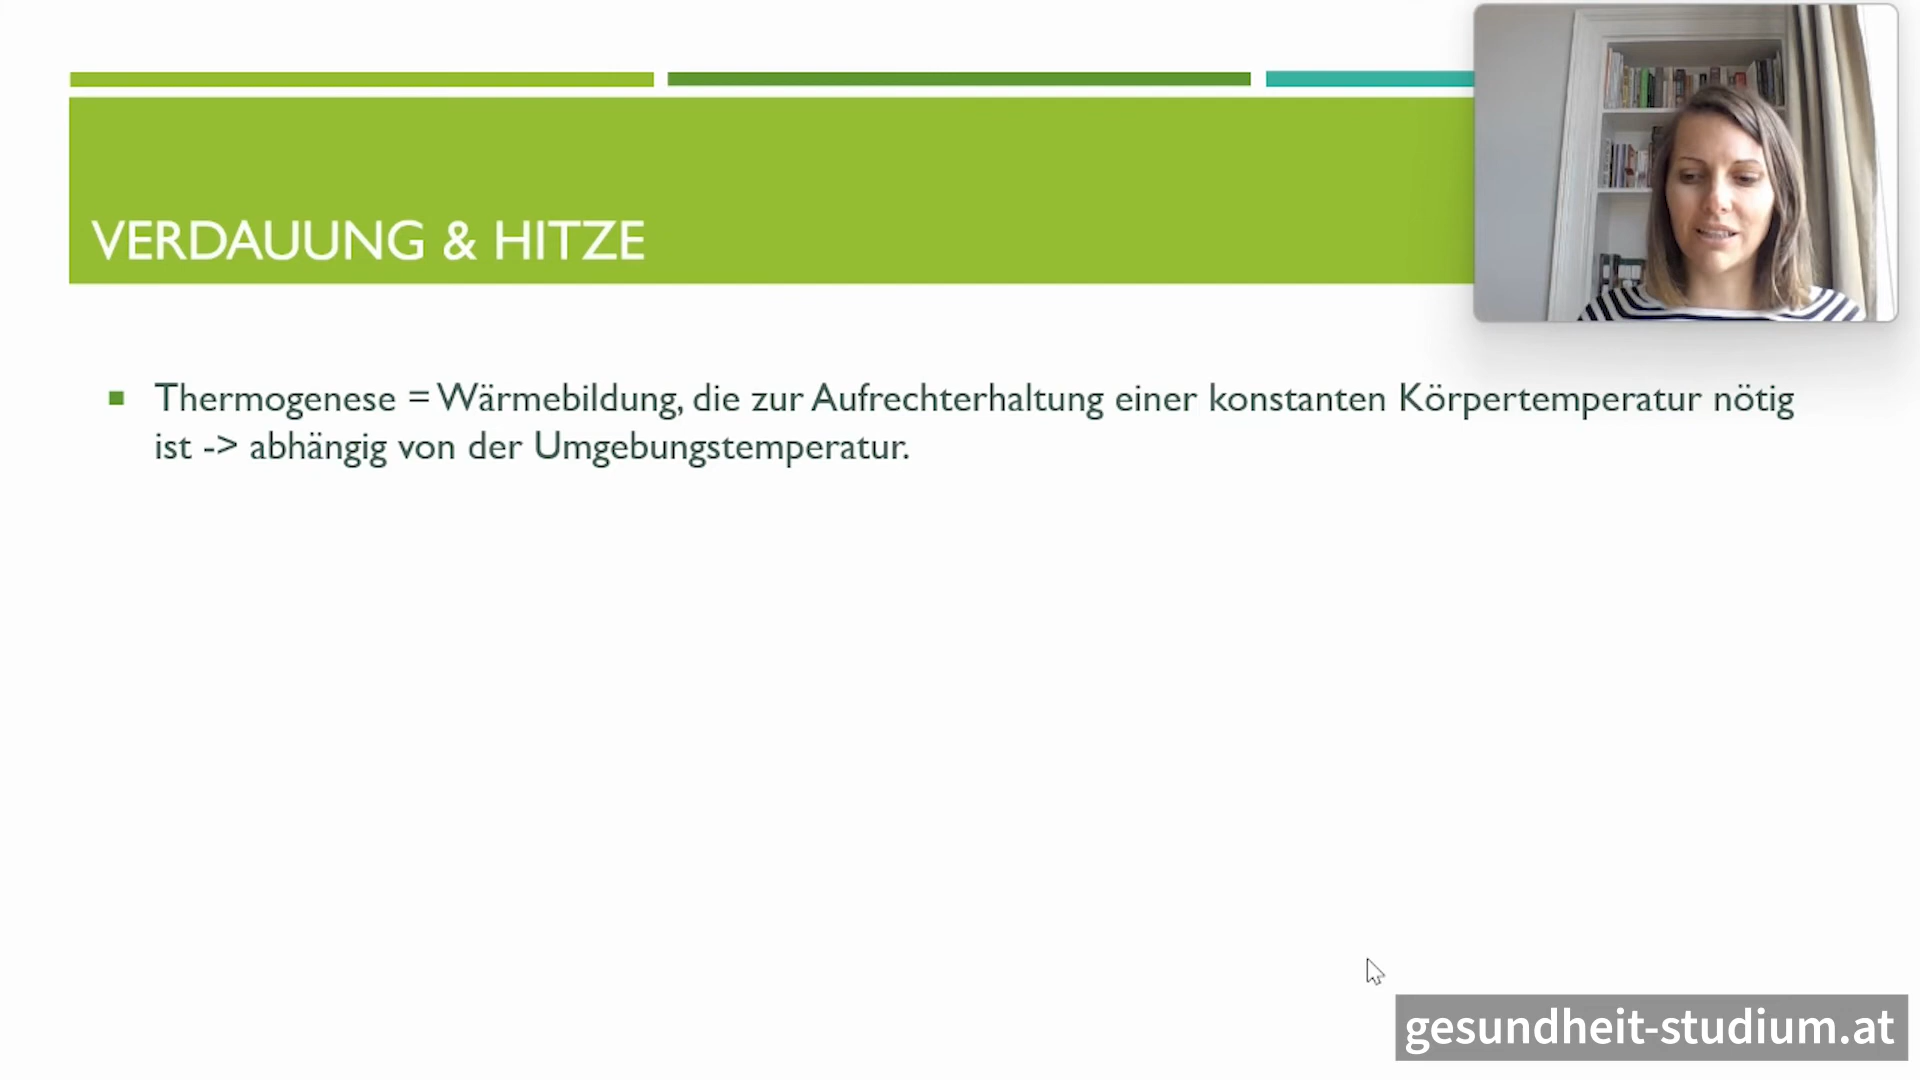 VERDAUUNG & HITZE
Thermogenese = Wärmebildung, die zur Aufrechterhaltung einer konstanten Körpertemperatur nötig
ist -> abhängig von der Umgebungstemperatur.
gesundheit-studium.at